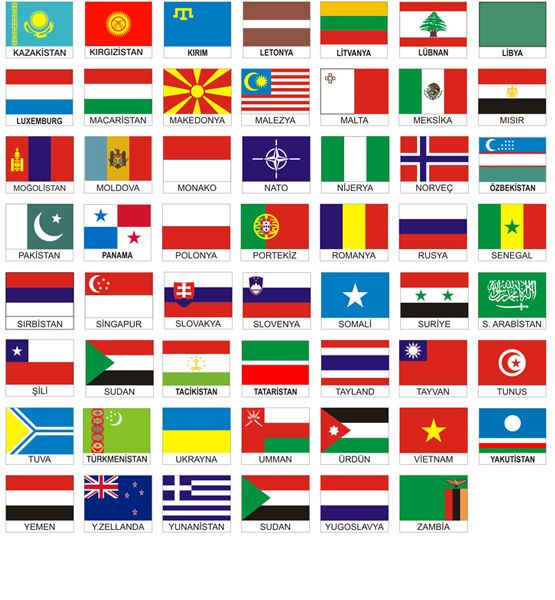 KAZAKİSTAN
KIRGIZİSTAN
KIRIM
LETONYA
LİTVANYA
LÜBNAN
LİBYA
LUXEMBURG
MACARİSTAN
MAKEDONYA
MALEZYA
MALTA
MEKSİKA
MISIR
MOĞOLİSTAN
MOLDOVA
MONAKO
NATO
NİJERYA
NORVEÇ
ÖZBEKİSTAN
PAKİSTAN
PANAMA
POLONYA
PORTEKİZ
ROMANYA
RUSYA
SENEGAL
SIRBİSTAN
SİNGAPUR
SLOVAKYA
SLOVENYA
SOMALİ
SURİYE
S. ARABİSTAN
ŞİLİ
SUDAN
TACİKİSTAN
TATARİSTAN
TAYLAND
TAYVAN
TUNUS
TUVA
TÜRKMENİSTAN
UKRAYNA
UMMAN
ÜRDÜN
VİETNAM
YAKUTİSTAN
YEMEN
Y.ZELLANDA
YUNANİSTAN
SUDAN
YUGOSLAVYA
ZAMBİA